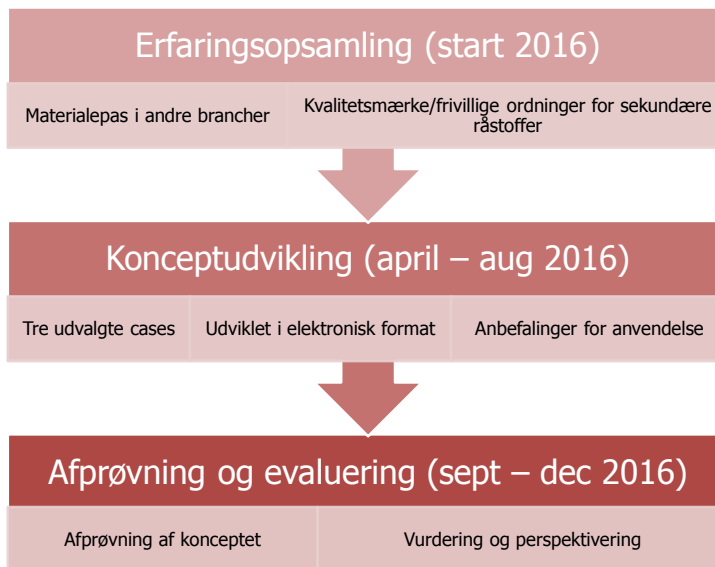 Erfaringsopsamling (start 2016)
Materialepas i andre brancher
Kvalitetsmærke/frivillige ordninger for sekundære
råstoffer
Konceptudvikling (april – aug 2016)
Tre udvalgte cases
Udviklet i elektronisk format
Anbefalinger for anvendelse
Afprøvning og evaluering (sept – dec 2016)
Afprøvning af konceptet
Vurdering og perspektivering